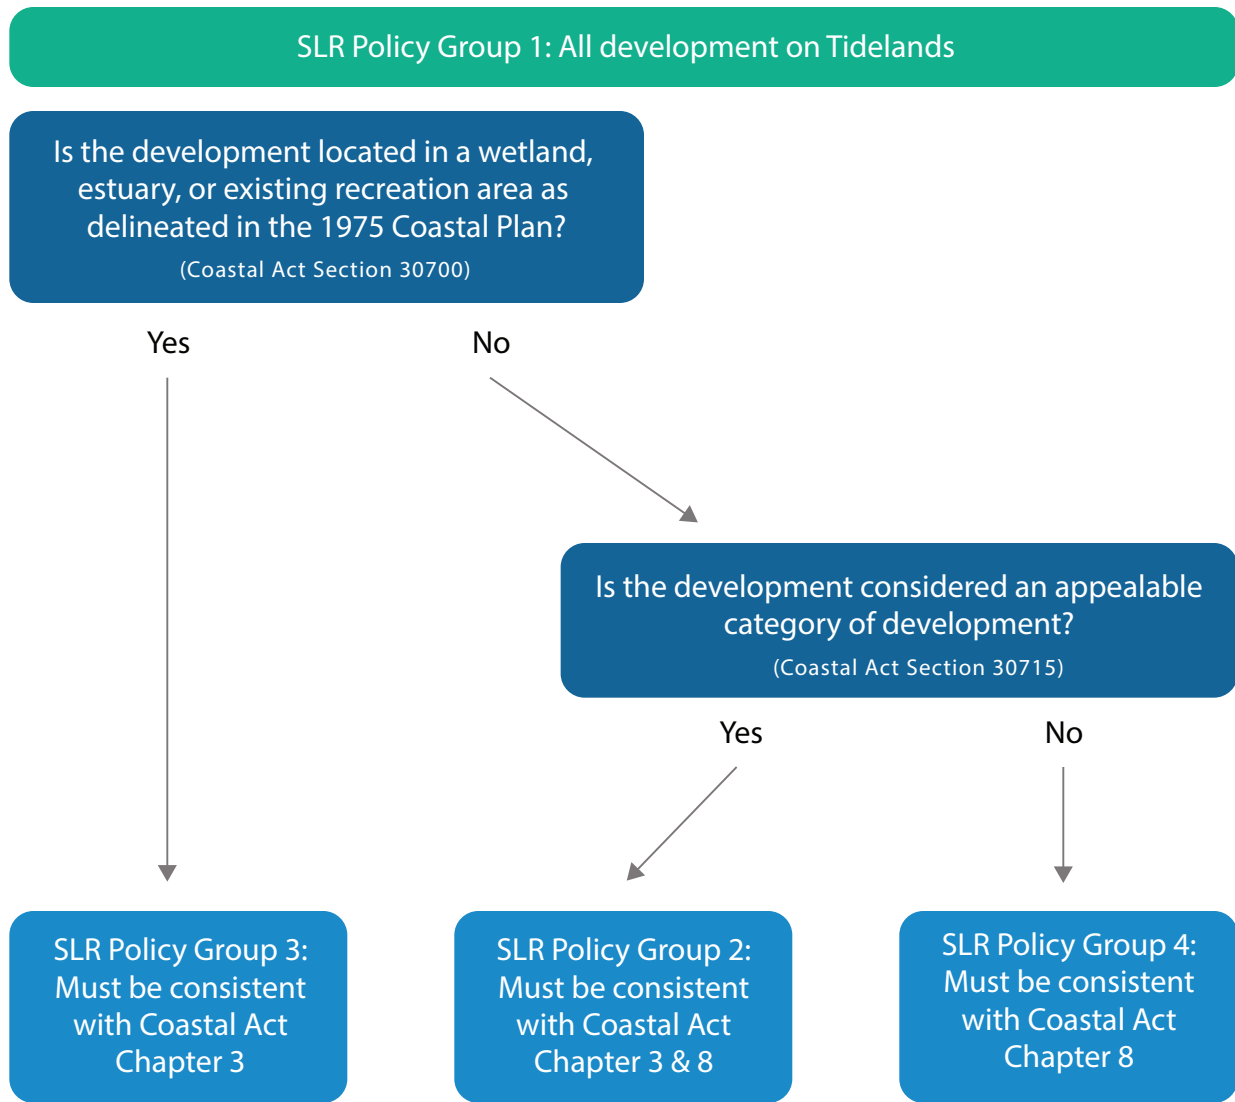 SLR Policy Group 1: All development on Tidelands
Is the development located in a wetland,
estuary, or existing recreation area as
delineated in the 1975 Coastal Plan?
(Coastal Act Section 30700)
Yes
No
Is the development considered an appealable
category of development?
(Coastal Act Section 30715)
Yes
No
SLR Policy Group 3:
Must be consistent
with Coastal Act
Chapter 3
SLR Policy Group 2:
Must be consistent
with Coastal Act
Chapter 3 & 8
SLR Policy Group 4:
Must be consistent
with Coastal Act
Chapter 8